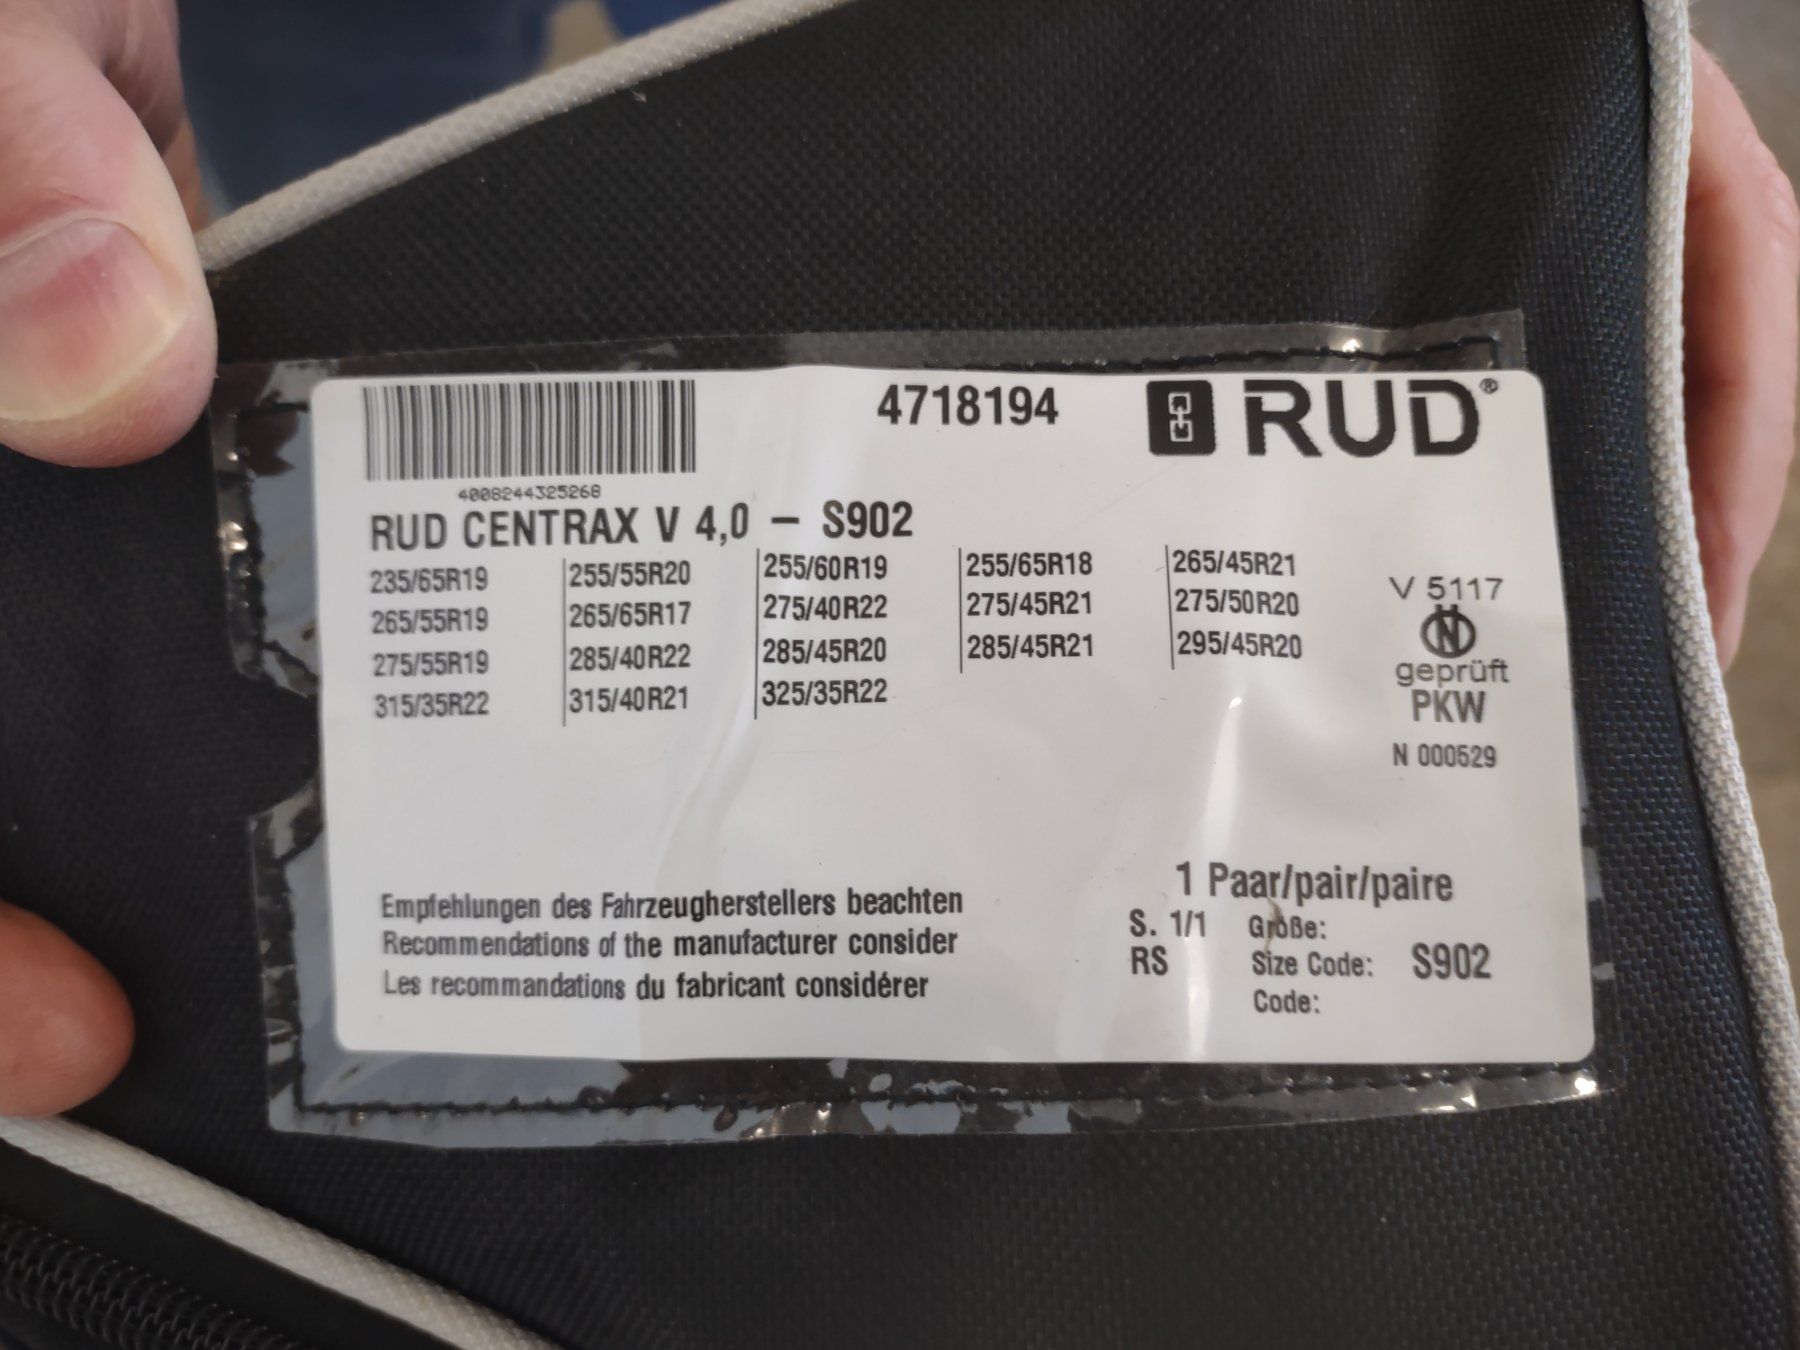 4718194
RUD®
4008244325268
RUD CENTRAX V 4,0 – S902
235/65R19 255/55R20 255/60R19 255/65R18 265/45R21
265/55R19 265/65R17 275/40R22 275/45R21 275/50R20
275/55R19 285/40R22 285/45R20 285/45R21 295/45R20
315/35R22 315/40R21 325/35R22
V 5117
N
geprüft
PKW
N 000529
Empfehlungen des Fahrzeugherstellers beachten
Recommendations of the manufacturer consider
Les recommandations du fabricant considérer
1 Paar/pair/paire
S. 1/1 Größe:
RS Size Code: S902
Code: